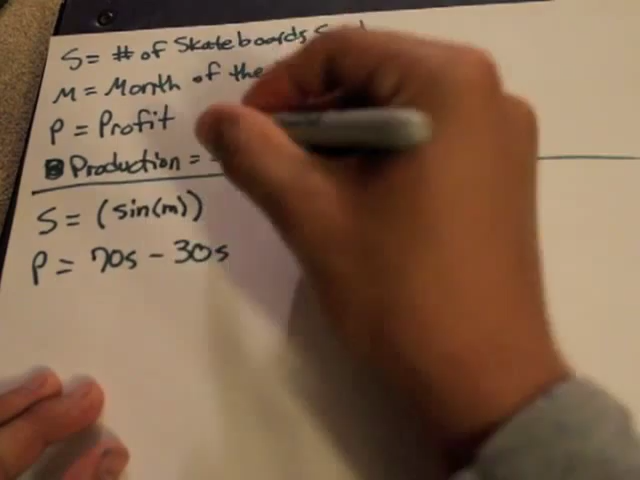 S = # of Skateboards
M = Month of the
P = Profit
Production =
S = (sin(m))
P = 70s - 30s